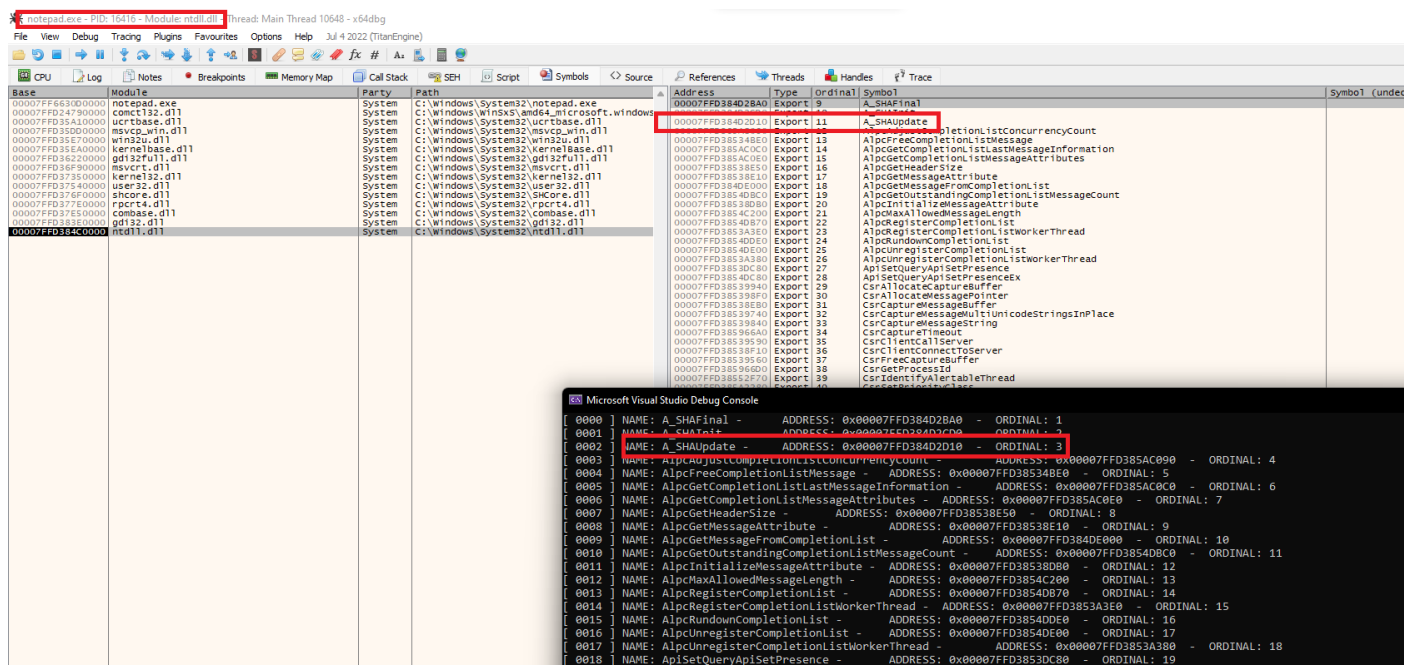 notepad.exe - PID: 16416 - Module: ntdll.dll - Thread: Main Thread 10648 - x64dbg
File View Debug Tracing Plugins Favourites Options Help Jul 4 2022 (TitanEngine)
CPU Log Notes Breakpoints Memory Map Call Stack SEH Script Symbols Source References Threads Handles Trace
Base Module Party Path
00007FF6630D0000 notepad.exe System C:\Windows\System32\notepad.exe
00007FFD24790000 comctl32.dll System C:\Windows\WinSxS\amd64_microsoft.windows
00007FFD35A10000 ucrtbase.dll System C:\Windows\System32\ucrtbase.dll
00007FFD35DD0000 msvcp_win.dll System C:\Windows\System32\msvcp_win.dll
00007FFD35E70000 win32u.dll System C:\Windows\System32\win32u.dll
00007FFD35EA0000 kernelbase.dll System C:\Windows\System32\KernelBase.dll
00007FFD36220000 gdi32full.dll System C:\Windows\System32\gdi32full.dll
00007FFD36F90000 msvcrt.dll System C:\Windows\System32\msvcrt.dll
00007FFD37350000 kernel32.dll System C:\Windows\System32\kernel32.dll
00007FFD37540000 user32.dll System C:\Windows\System32\user32.dll
00007FFD376F0000 shcore.dll System C:\Windows\System32\SHCore.dll
00007FFD377E0000 rpcrt4.dll System C:\Windows\System32\rpcrt4.dll
00007FFD37E50000 combase.dll System C:\Windows\System32\combase.dll
00007FFD383E0000 gdi32.dll System C:\Windows\System32\gdi32.dll
00007FFD384C0000 ntdll.dll System C:\Windows\System32\ntdll.dll
Address Type Ordinal Symbol Symbol (undec
00007FFD384D2BA0 Export 9 A_SHAFinal
00007FFD384D2D10 Export 11 A_SHAUpdate
AlpcAdjustCompletionListConcurrencyCount
00007FFD38534BE0 Export 13 AlpcFreeCompletionListMessage
00007FFD385AC0C0 Export 14 AlpcGetCompletionListLastMessageInformation
00007FFD385AC0E0 Export 15 AlpcGetCompletionListMessageAttributes
00007FFD38538E50 Export 16 AlpcGetHeaderSize
00007FFD38538E10 Export 17 AlpcGetMessageAttribute
00007FFD384DE000 Export 18 AlpcGetMessageFromCompletionList
00007FFD3854DBC0 Export 19 AlpcGetOutstandingCompletionListMessageCount
00007FFD38538DB0 Export 20 AlpcInitializeMessageAttribute
00007FFD3854C200 Export 21 AlpcMaxAllowedMessageLength
00007FFD3854DB70 Export 22 AlpcRegisterCompletionList
00007FFD3853A3E0 Export 23 AlpcRegisterCompletionListWorkerThread
00007FFD3854DDE0 Export 24 AlpcRundownCompletionList
00007FFD3854DE00 Export 25 AlpcUnregisterCompletionList
00007FFD3853A380 Export 26 AlpcUnregisterCompletionListWorkerThread
00007FFD3853DC80 Export 27 ApiSetQueryApiSetPresence
00007FFD3854DC80 Export 28 ApiSetQueryApiSetPresenceEx
00007FFD38539940 Export 29 CsrAllocateCaptureBuffer
00007FFD385398F0 Export 30 CsrAllocateMessagePointer
00007FFD38538EB0 Export 31 CsrCaptureMessageBuffer
00007FFD38539740 Export 32 CsrCaptureMessageMultiUnicodeStringsInPlace
00007FFD38539840 Export 33 CsrCaptureMessageString
00007FFD385966A0 Export 34 CsrCaptureTimeout
00007FFD38539590 Export 35 CsrClientCallServer
00007FFD38538F10 Export 36 CsrClientConnectToServer
00007FFD38539560 Export 37 CsrFreeCaptureBuffer
00007FFD385966D0 Export 38 CsrGetProcessId
00007FFD38552F70 Export 39 CsrIdentifyAlertableThread
Microsoft Visual Studio Debug Console
[ 0000 ] NAME: A_SHAFinal - ADDRESS: 0x00007FFD384D2BA0 - ORDINAL: 1
[ 0001 ] NAME: A_SHAInit - ADDRESS: 0x00007FFD384D2CD0 - ORDINAL: 2
[ 0002 ] NAME: A_SHAUpdate - ADDRESS: 0x00007FFD384D2D10 - ORDINAL: 3
[ 0003 ] NAME: AlpcAdjustCompletionListConcurrencyCount - ADDRESS: 0x00007FFD385AC090 - ORDINAL: 4
[ 0004 ] NAME: AlpcFreeCompletionListMessage - ADDRESS: 0x00007FFD38534BE0 - ORDINAL: 5
[ 0005 ] NAME: AlpcGetCompletionListLastMessageInformation - ADDRESS: 0x00007FFD385AC0C0 - ORDINAL: 6
[ 0006 ] NAME: AlpcGetCompletionListMessageAttributes - ADDRESS: 0x00007FFD385AC0E0 - ORDINAL: 7
[ 0007 ] NAME: AlpcGetHeaderSize - ADDRESS: 0x00007FFD38538E50 - ORDINAL: 8
[ 0008 ] NAME: AlpcGetMessageAttribute - ADDRESS: 0x00007FFD38538E10 - ORDINAL: 9
[ 0009 ] NAME: AlpcGetMessageFromCompletionList - ADDRESS: 0x00007FFD384DE000 - ORDINAL: 10
[ 0010 ] NAME: AlpcGetOutstandingCompletionListMessageCount - ADDRESS: 0x00007FFD3854DBC0 - ORDINAL: 11
[ 0011 ] NAME: AlpcInitializeMessageAttribute - ADDRESS: 0x00007FFD38538DB0 - ORDINAL: 12
[ 0012 ] NAME: AlpcMaxAllowedMessageLength - ADDRESS: 0x00007FFD3854C200 - ORDINAL: 13
[ 0013 ] NAME: AlpcRegisterCompletionList - ADDRESS: 0x00007FFD3854DB70 - ORDINAL: 14
[ 0014 ] NAME: AlpcRegisterCompletionListWorkerThread - ADDRESS: 0x00007FFD3853A3E0 - ORDINAL: 15
[ 0015 ] NAME: AlpcRundownCompletionList - ADDRESS: 0x00007FFD3854DDE0 - ORDINAL: 16
[ 0016 ] NAME: AlpcUnregisterCompletionList - ADDRESS: 0x00007FFD3854DE00 - ORDINAL: 17
[ 0017 ] NAME: AlpcUnregisterCompletionListWorkerThread - ADDRESS: 0x00007FFD3853A380 - ORDINAL: 18
[ 0018 ] NAME: ApiSetQueryApiSetPresence - ADDRESS: 0x00007FFD3853DC80 - ORDINAL: 19